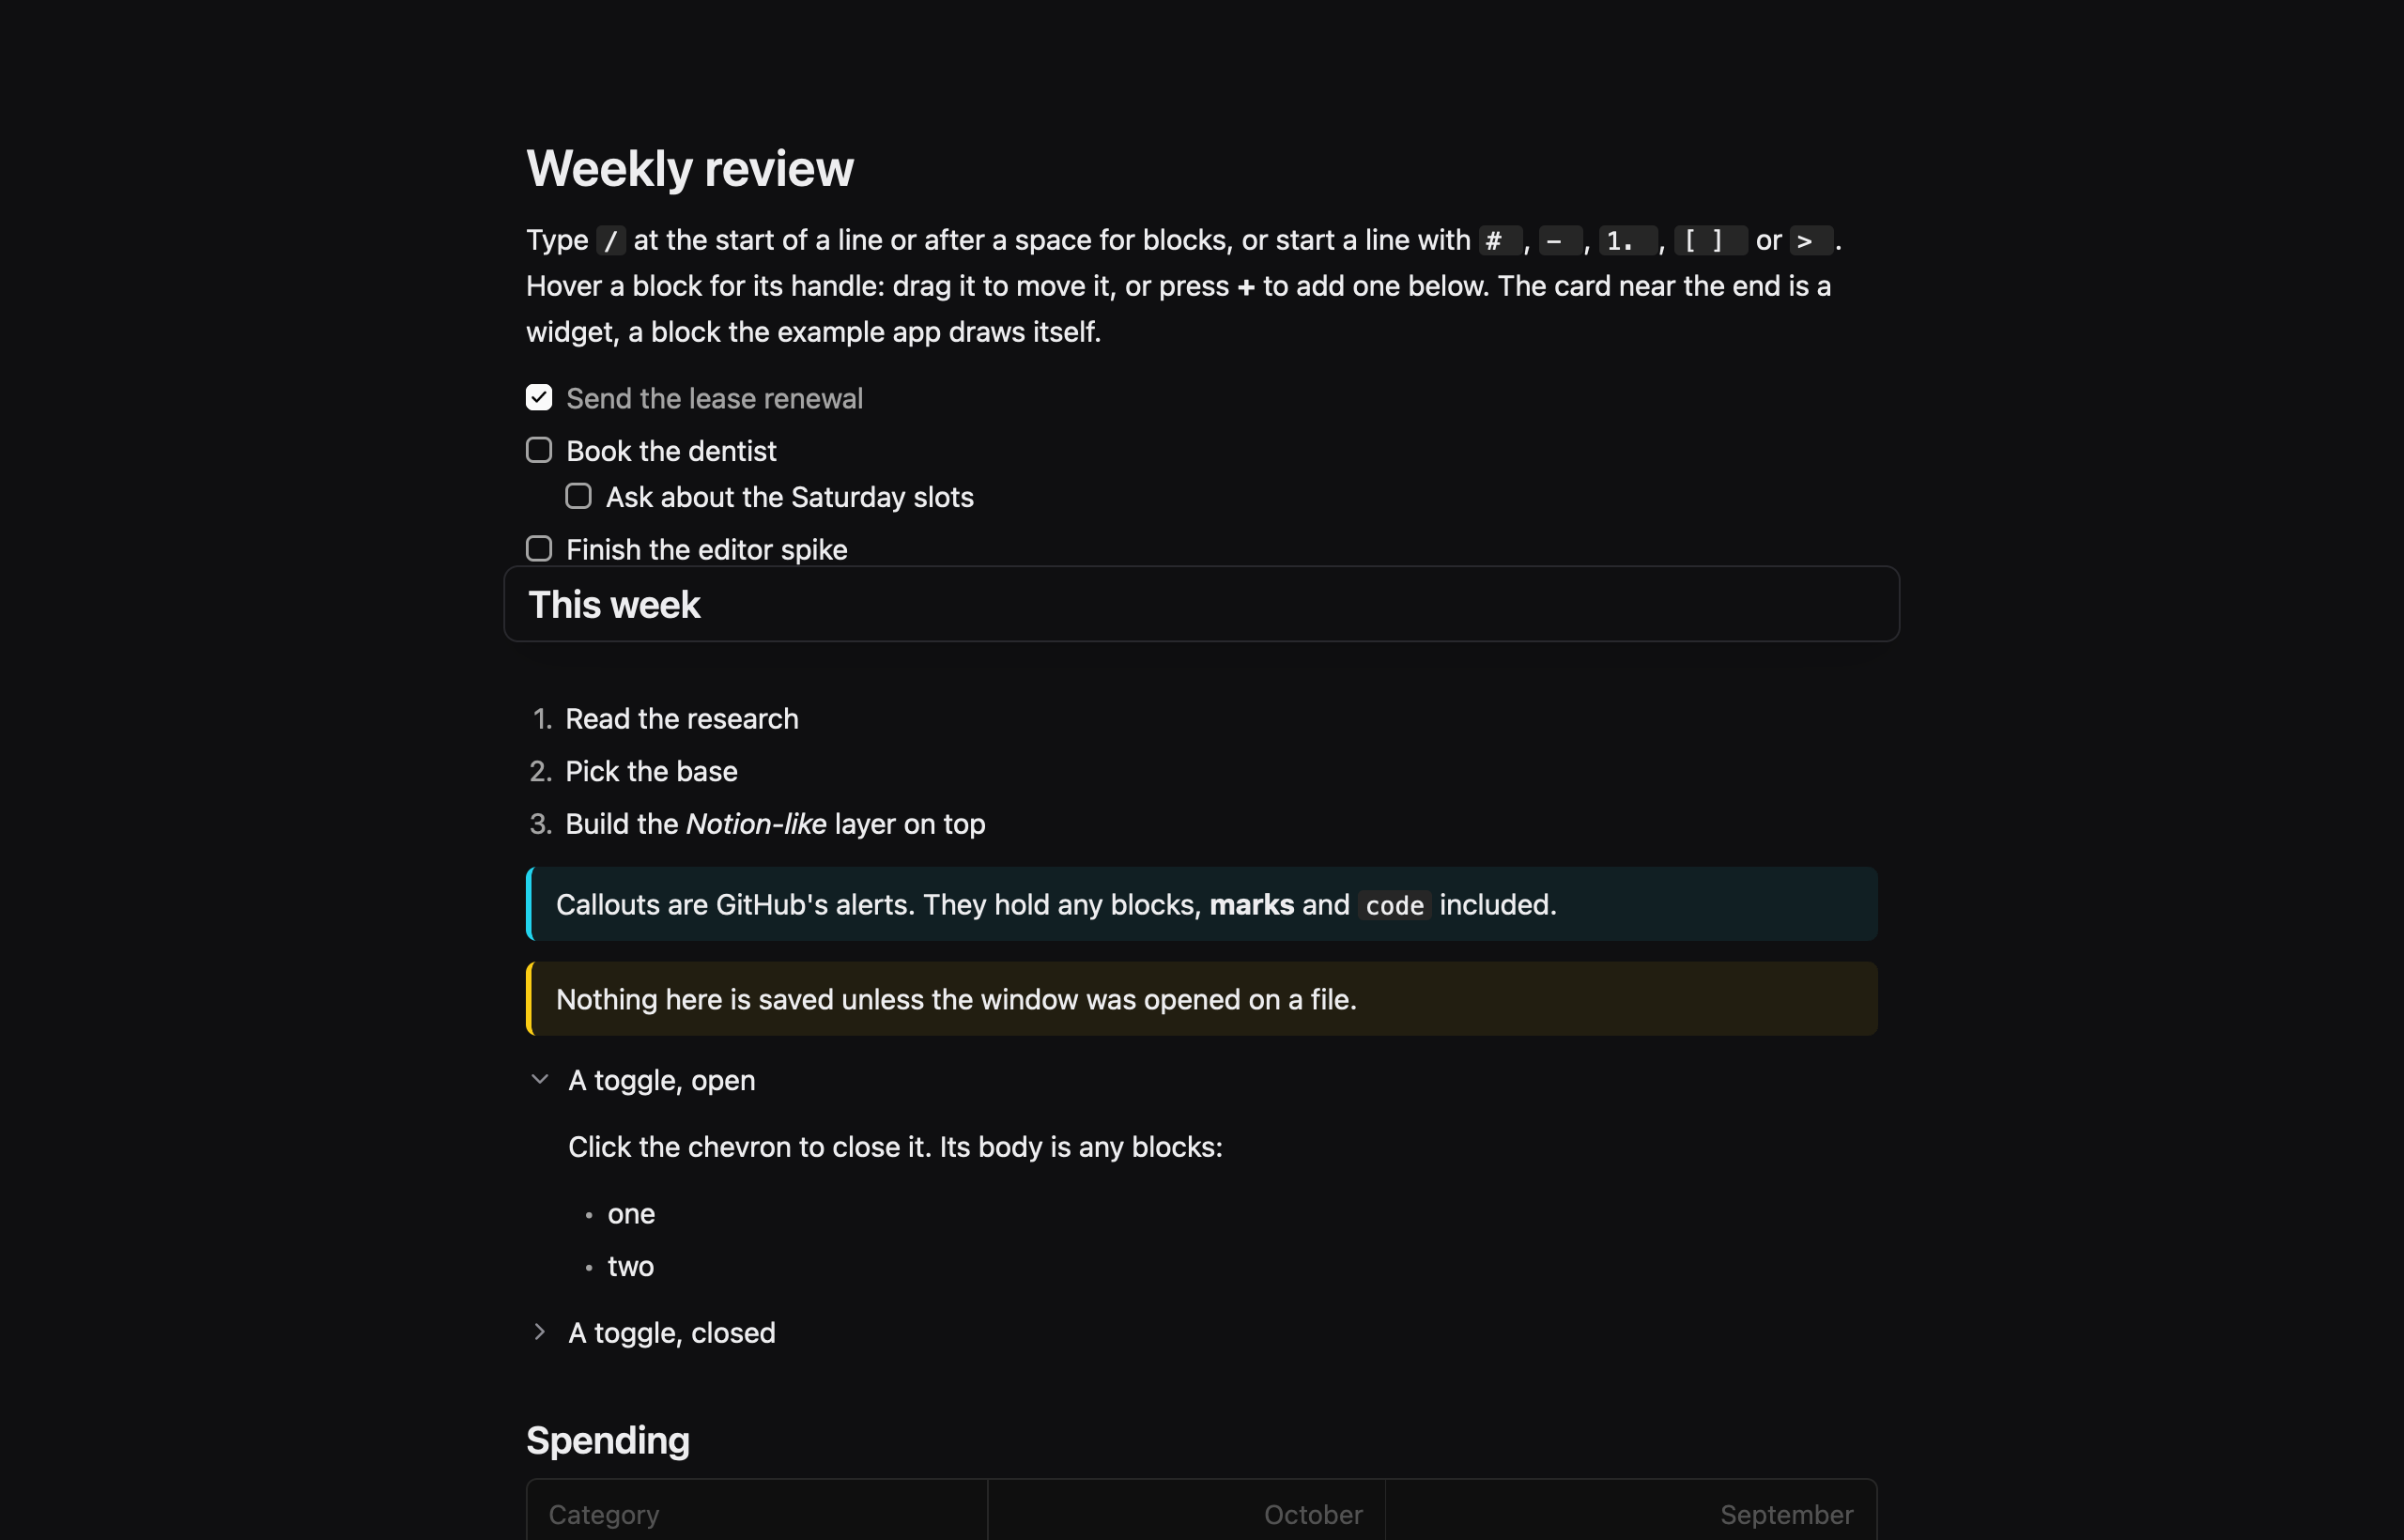 Weekly review
Type / at the start of a line or after a space for blocks, or start a line with # , - , 1. , [ ] or > .
Hover a block for its handle: drag it to move it, or press + to add one below. The card near the end is a
widget, a block the example app draws itself.
Send the lease renewal
Book the dentist
Ask about the Saturday slots
Finish the editor spike
This week
1. Read the research
2. Pick the base
3. Build the Notion-like layer on top
Callouts are GitHub's alerts. They hold any blocks, marks and code included.
Nothing here is saved unless the window was opened on a file.
A toggle, open
Click the chevron to close it. Its body is any blocks:
• one
• two
A toggle, closed
Spending
Category October September